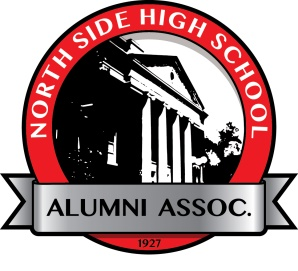 NORTH SIDE HIGH SCHOOL
ALUMNI ASSOC.
1927